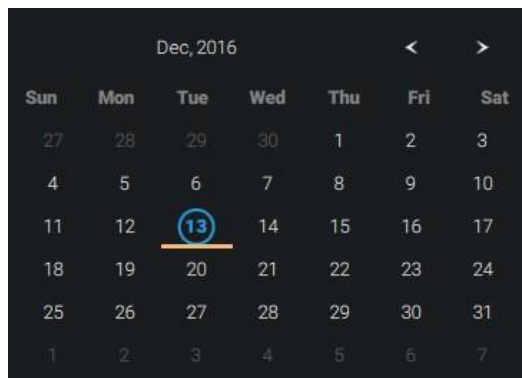 Dec, 2016 < >
Sun Mon Tue Wed Thu Fri Sat
27 28 29 30 1 2 3
4 5 6 7 8 9 10
11 12 13 14 15 16 17
18 19 20 21 22 23 24
25 26 27 28 29 30 31
1 2 3 4 5 6 7